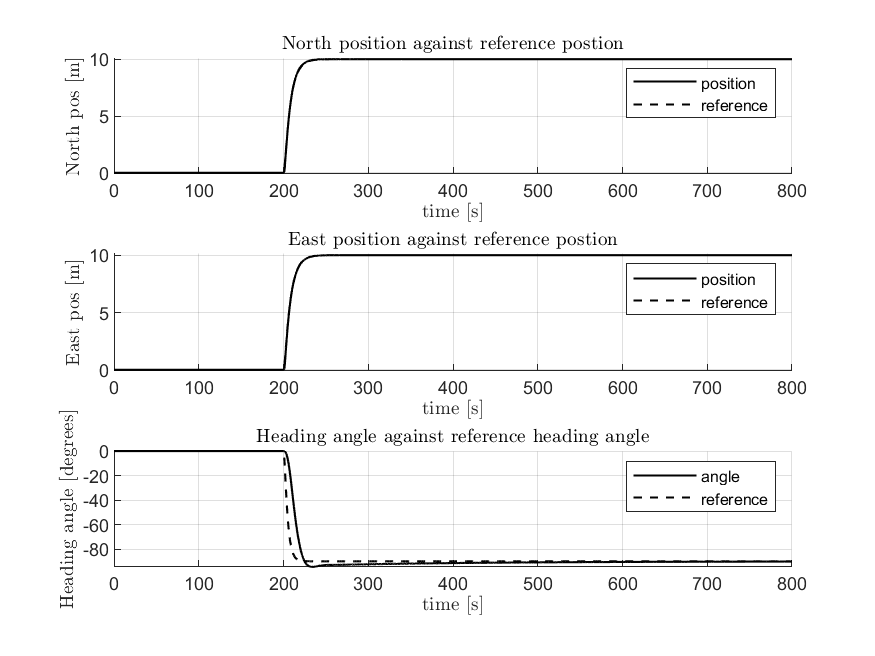 North position against reference postion
North pos [m]
10
5
0
position
reference
0 100 200 300 400 500 600 700 800
time [s]
East position against reference postion
East pos [m]
10
5
0
position
reference
0 100 200 300 400 500 600 700 800
time [s]
Heading angle against reference heading angle
Heading angle [degrees]
0
-20
-40
-60
-80
angle
reference
0 100 200 300 400 500 600 700 800
time [s]